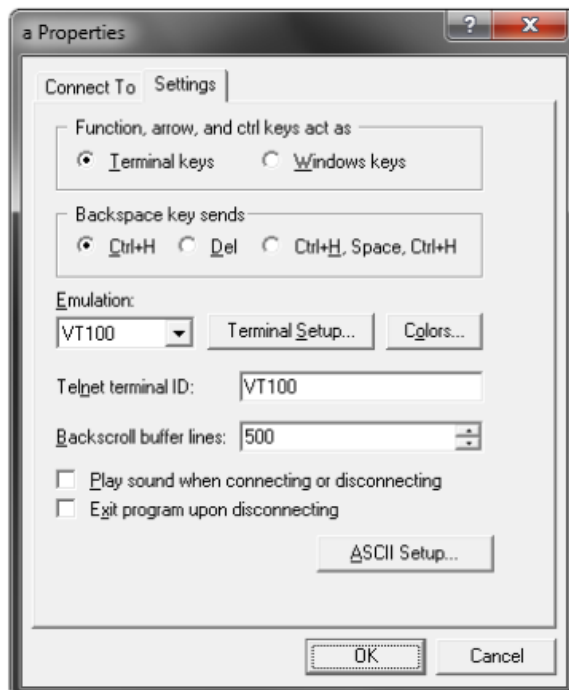 a Properties ? X
Connect To Settings
Function, arrow, and ctrl keys act as
Terminal keys Windows keys
Backspace key sends
Ctrl+H Del Ctrl+H, Space, Ctrl+H
Emulation:
VT100 Terminal Setup... Colors...
Telnet terminal ID: VT100
Backscroll buffer lines: 500
Play sound when connecting or disconnecting
Exit program upon disconnecting
ASCII Setup...
OK Cancel